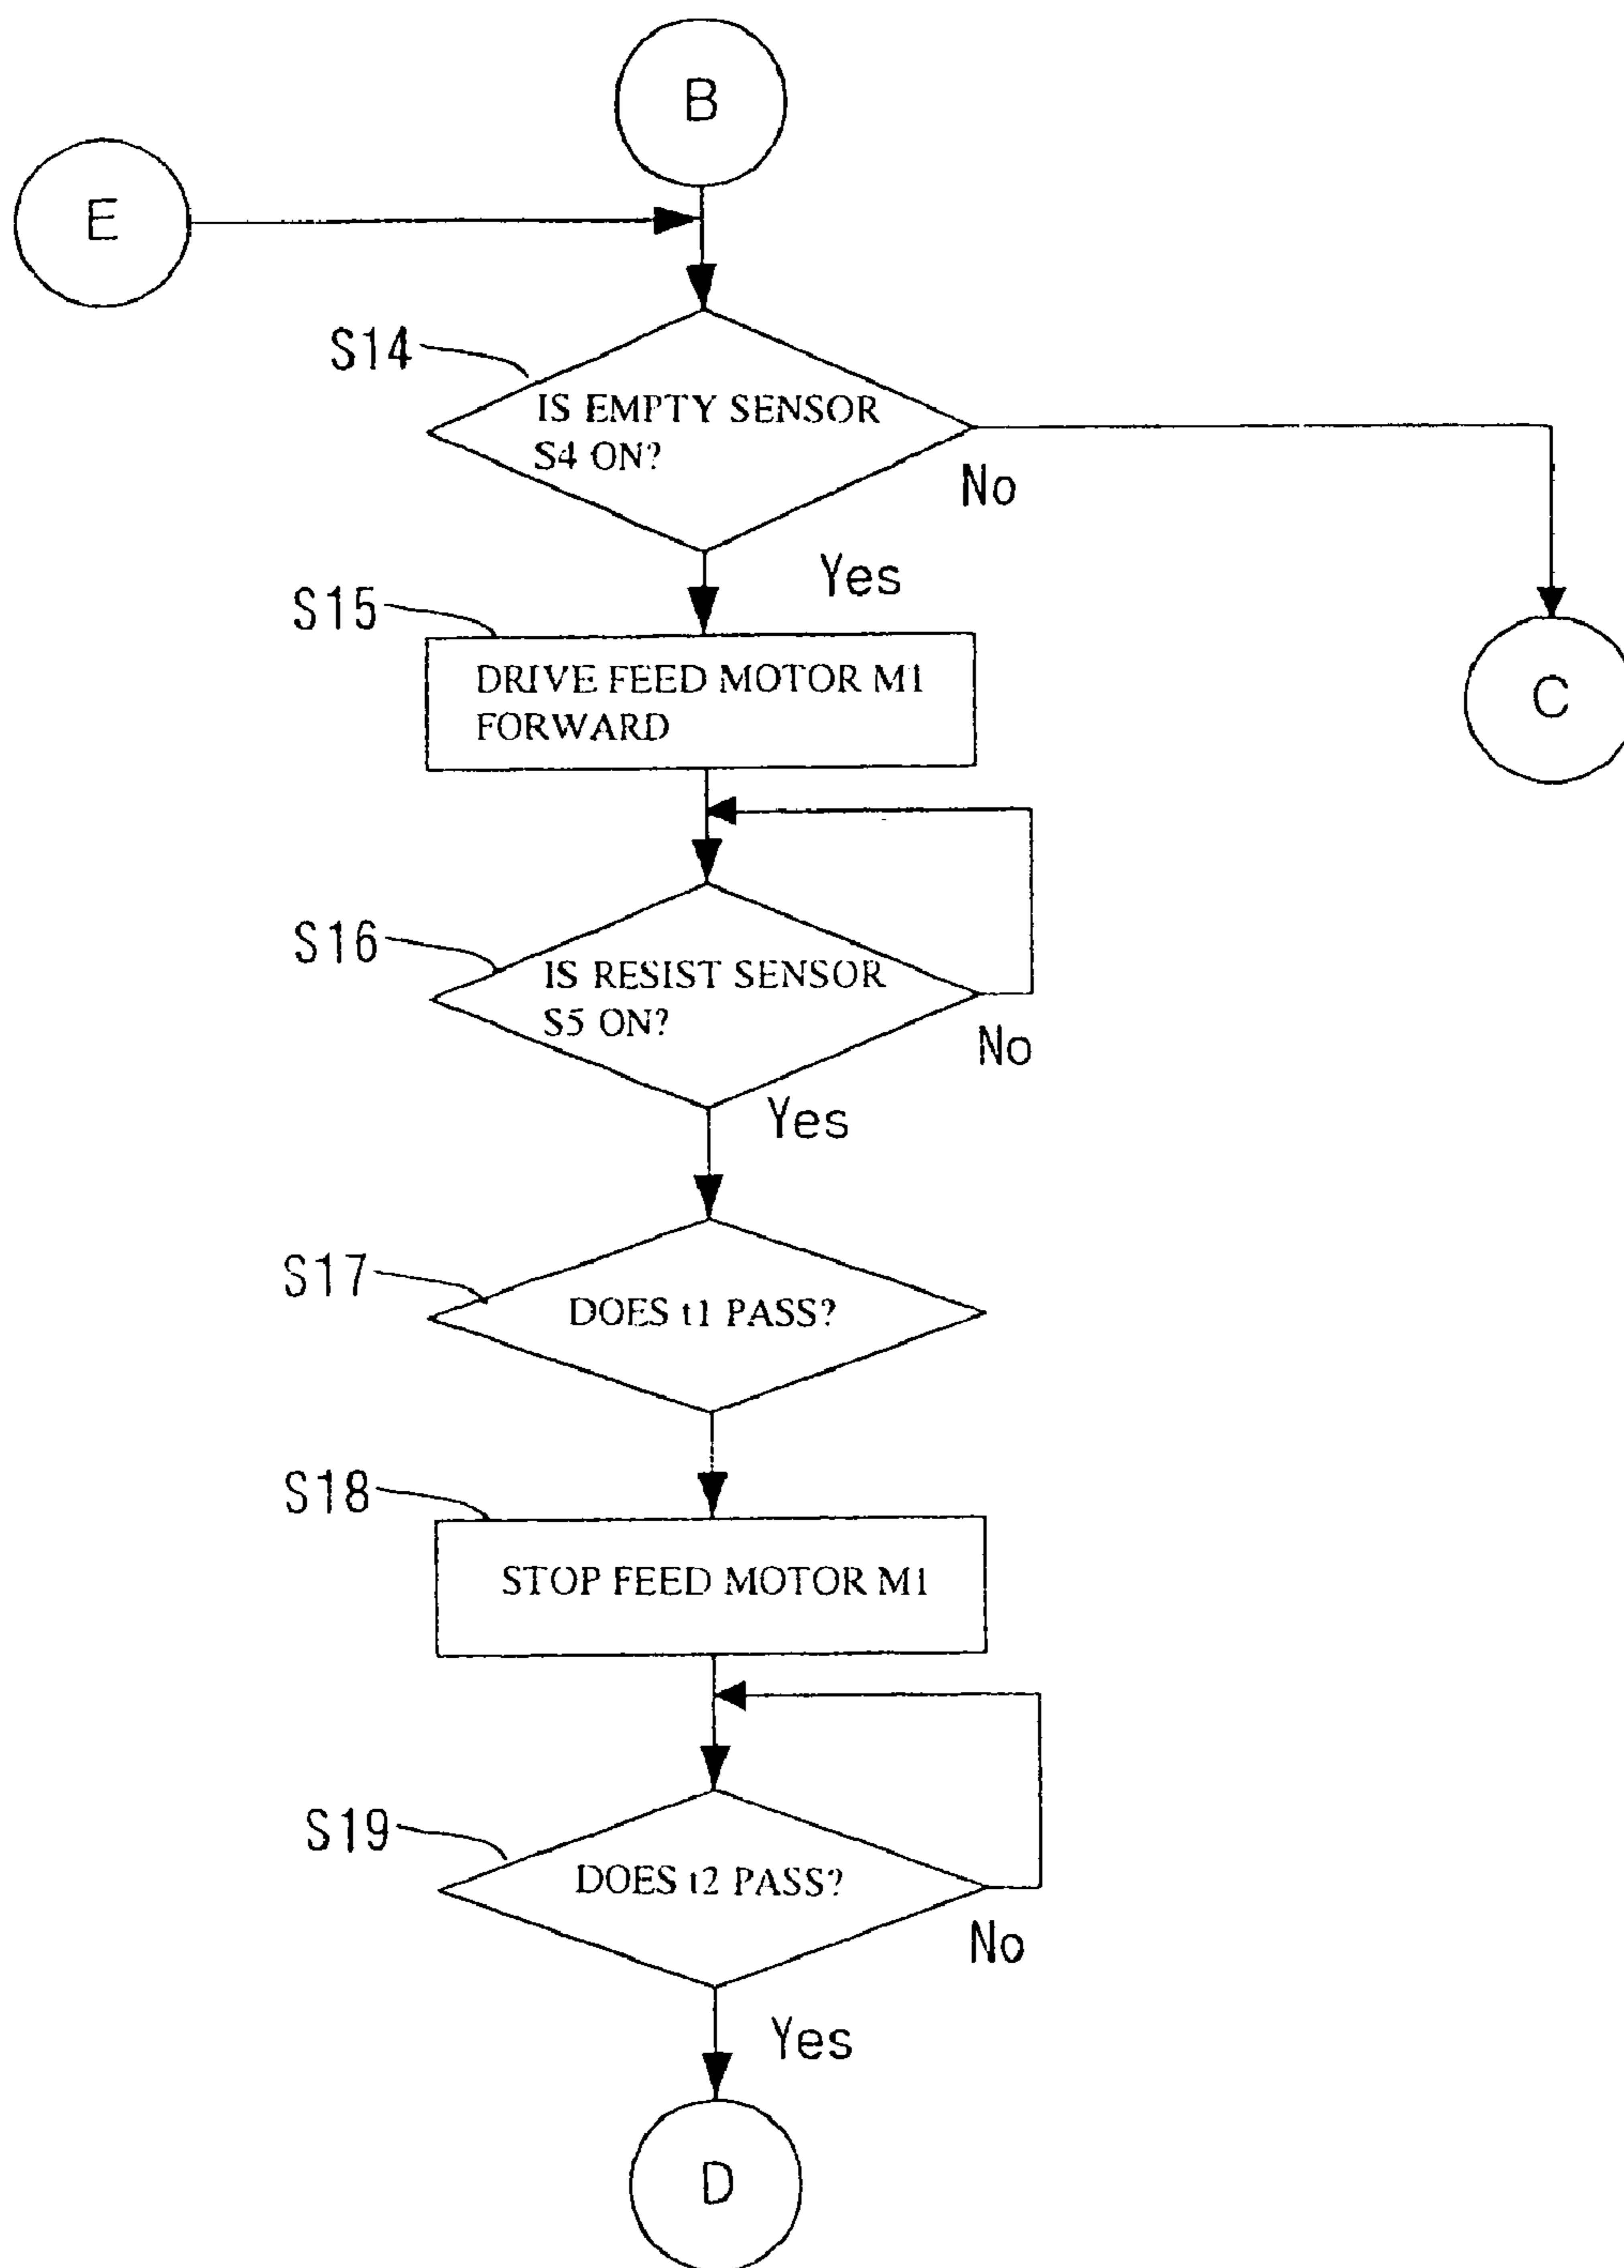 B
E
S14
IS EMPTY SENSOR
S4 ON?
No
Yes
S15
DRIVE FEED MOTOR M1
FORWARD
C
S16
IS RESIST SENSOR
S5 ON?
No
Yes
S17
DOES t1 PASS?
S18
STOP FEED MOTOR M1
S19
DOES t2 PASS?
No
Yes
D